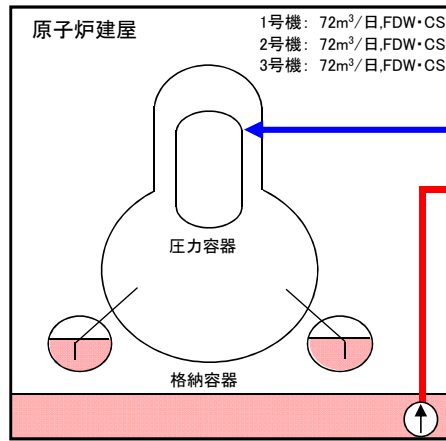 原子炉建屋
1号機: 72m³/日,FDW・CS
2号機: 72m³/日,FDW・CS
3号機: 72m³/日,FDW・CS
圧力容器
格納容器